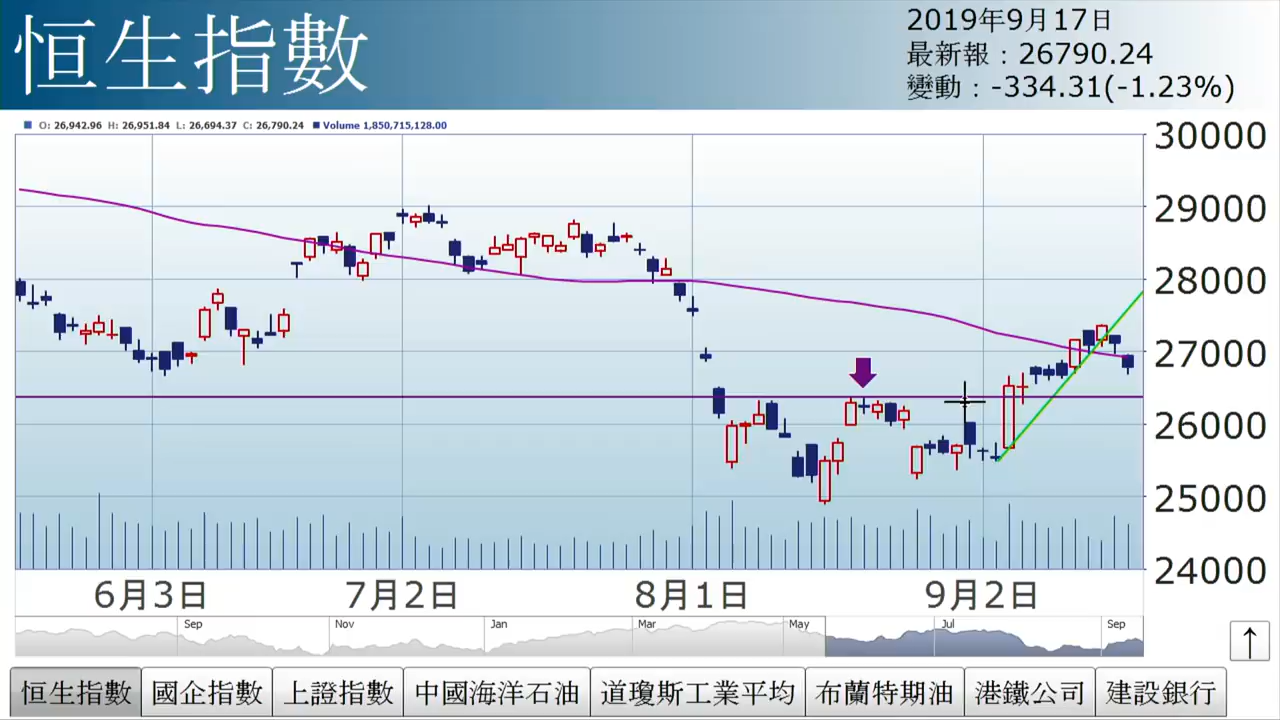 恒生指數
2019年9月17日
最新報：26790.24
變動：-334.31(-1.23%)
O: 26,942.96 H: 26,951.84 L: 26,694.37 C: 26,790.24 Volume 1,850,715,128.00
30000
29000
28000
27000
26000
25000
24000
6月3日 7月2日 8月1日 9月2日
Sep Nov Jan Mar May Jul Sep
恒生指數 國企指數 上證指數 中國海洋石油 道瓊斯工業平均 布蘭特期油 港鐵公司 建設銀行